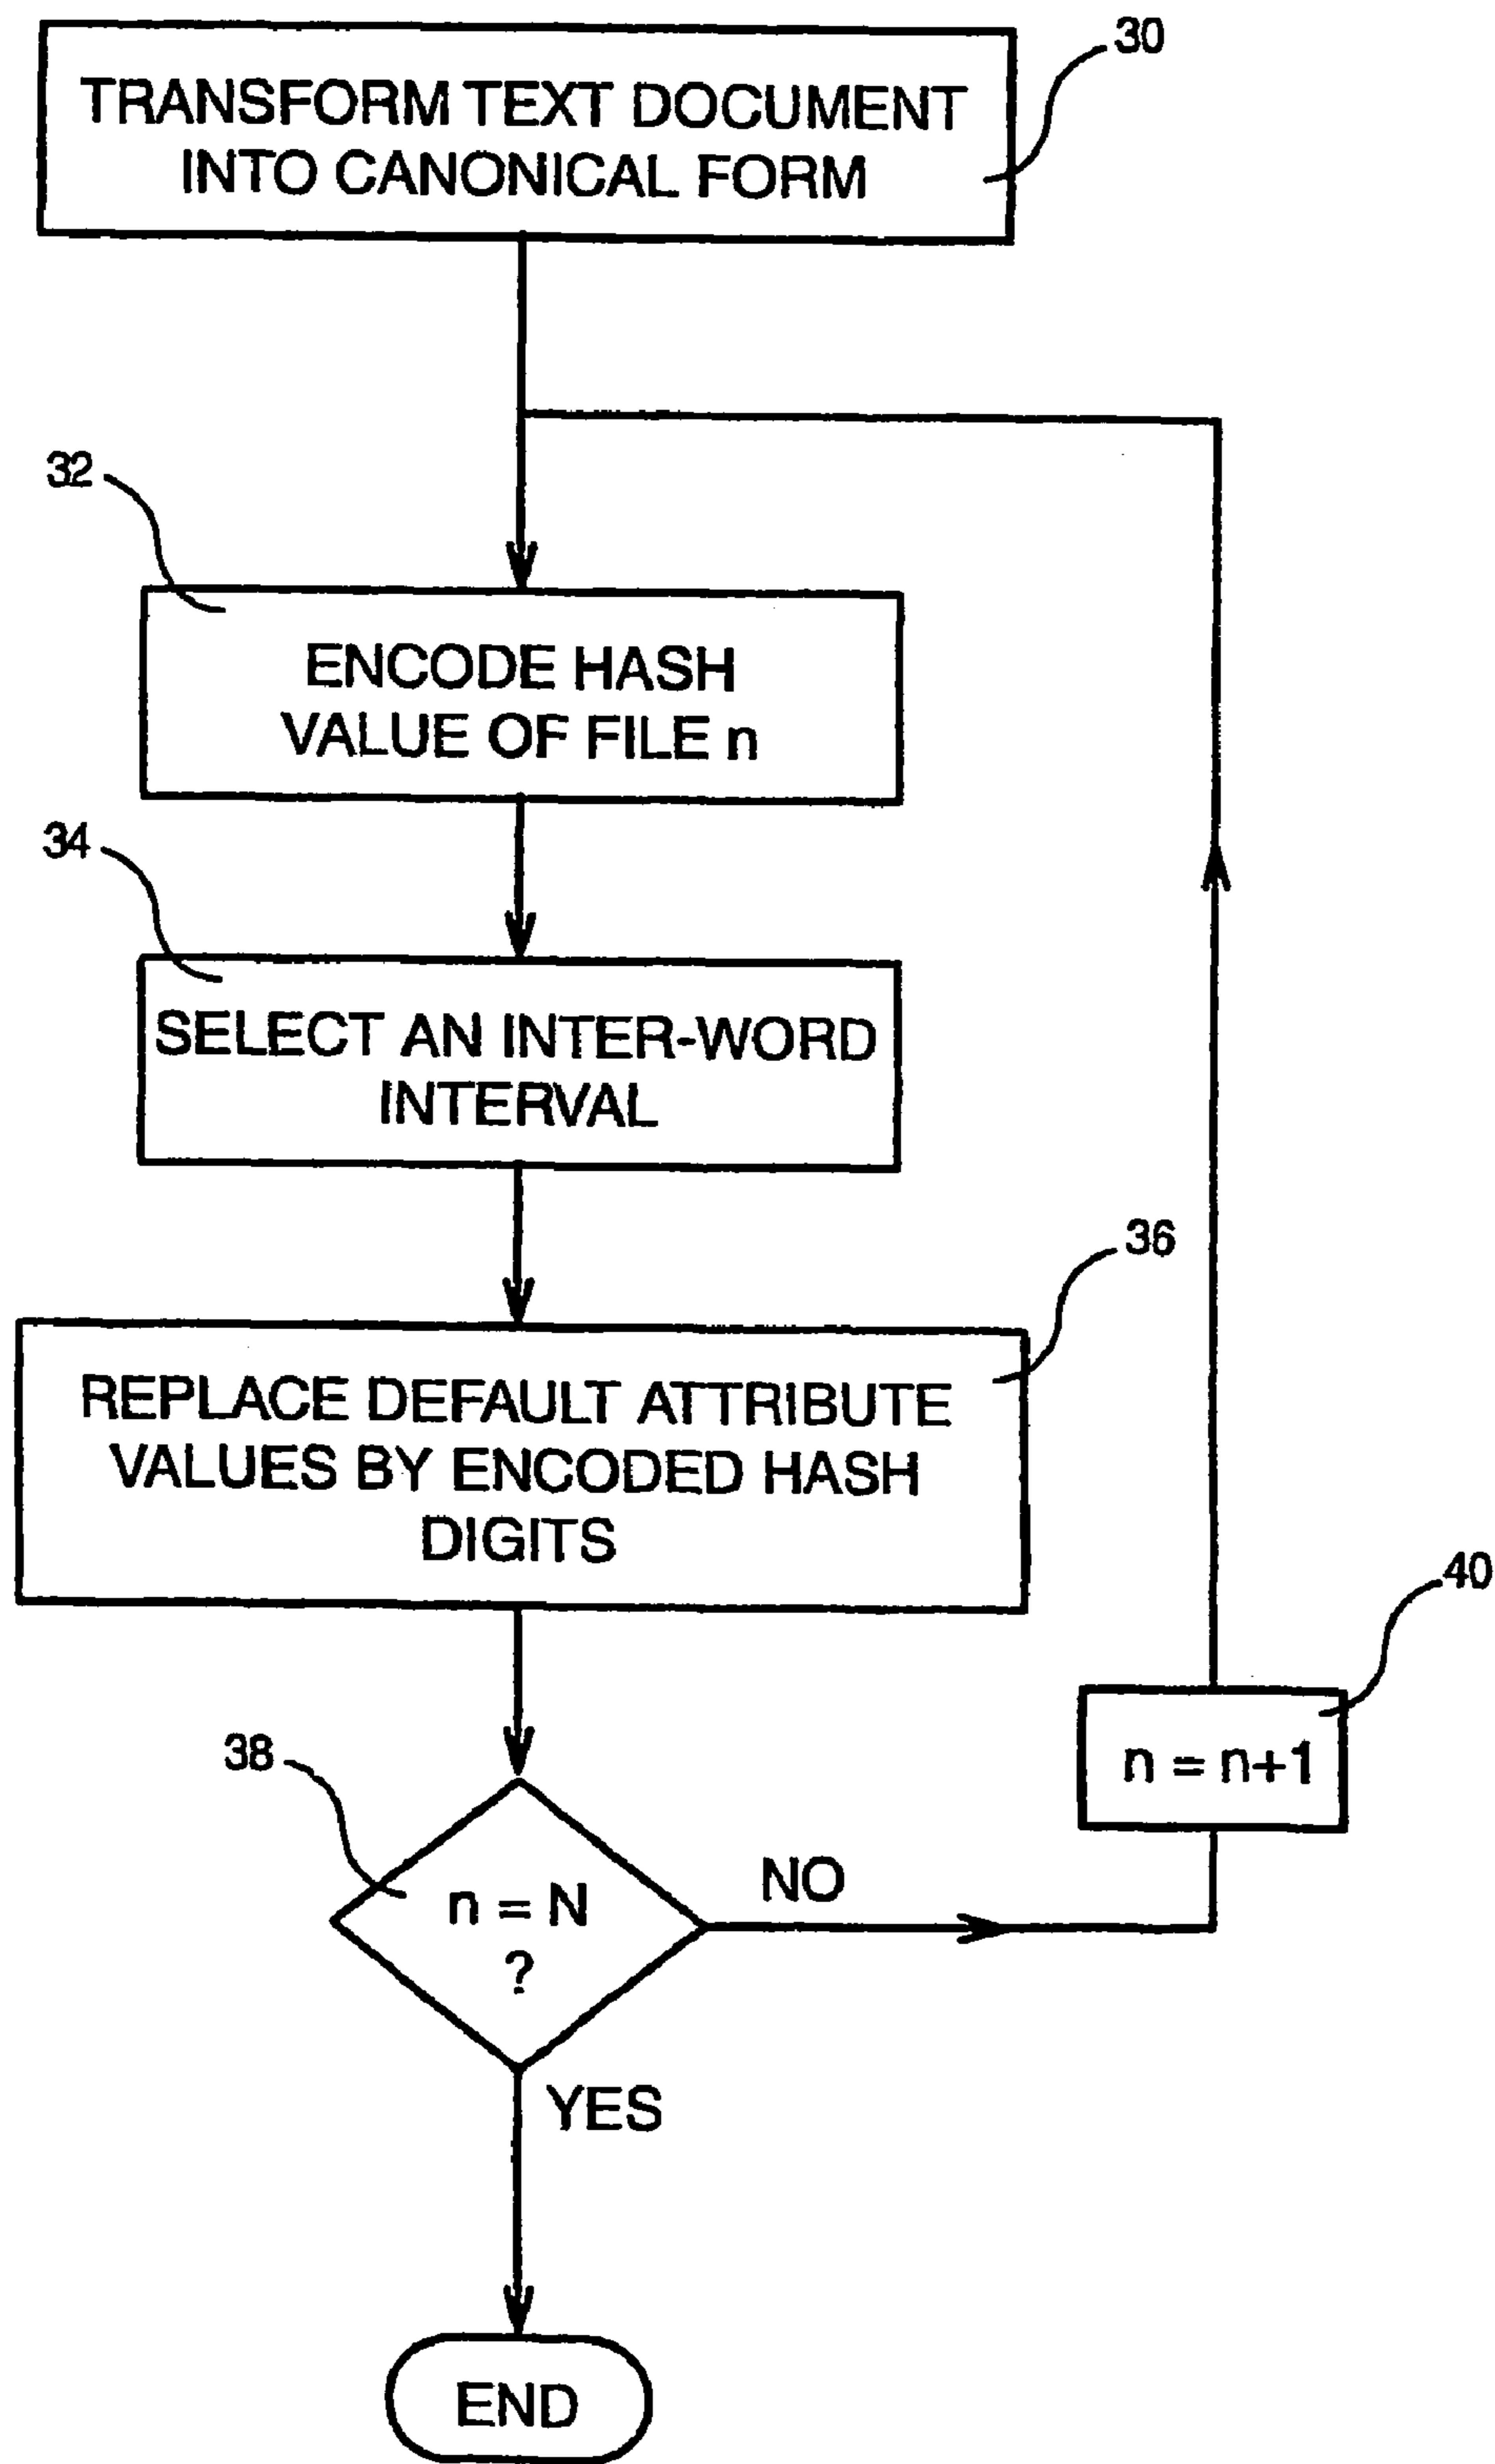 30
TRANSFORM TEXT DOCUMENT
INTO CANONICAL FORM
32
ENCODE HASH
VALUE OF FILE n
34
SELECT AN INTER-WORD
INTERVAL
36
REPLACE DEFAULT ATTRIBUTE
VALUES BY ENCODED HASH
DIGITS
40
n = n+1
38
n = N
?
NO
YES
END